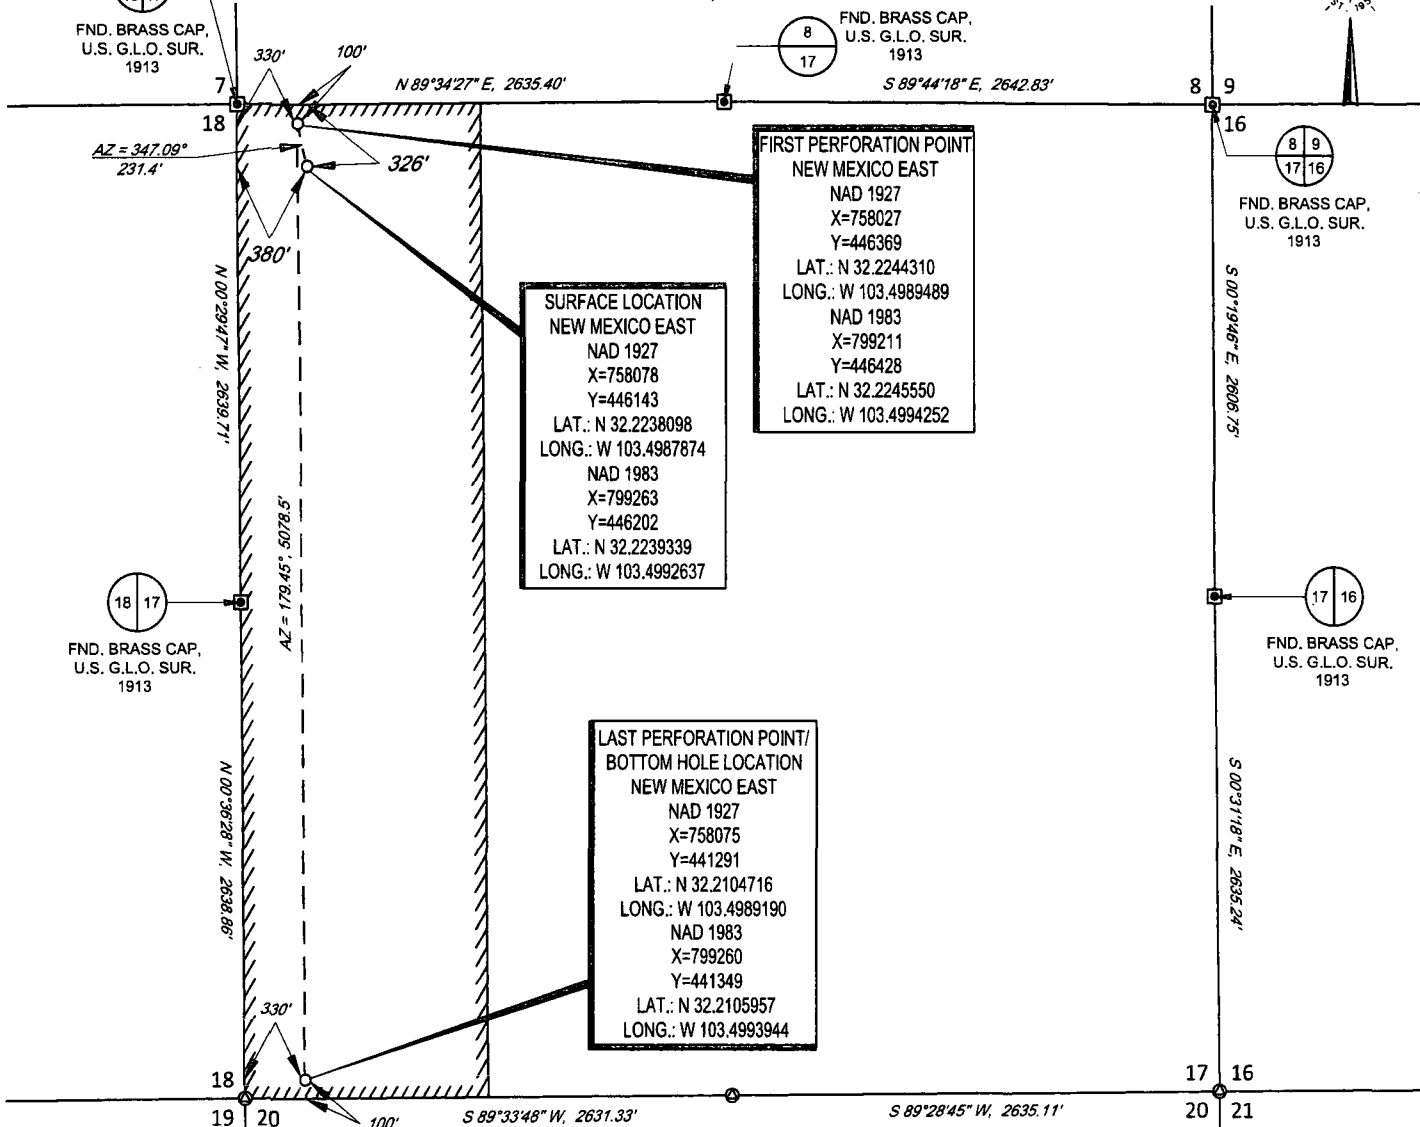 FND. BRASS CAP,
U.S. G.L.O. SUR.
1913
8
17
FND. BRASS CAP,
U.S. G.L.O. SUR.
1913
330'
100'
N 89°34'27" E, 2635.40'
S 89°44'18" E, 2642.83'
7
18
8 9
16
AZ = 347.09°
231.4'
326'
380'
8 9
17 16
FND. BRASS CAP,
U.S. G.L.O. SUR.
1913
FIRST PERFORATION POINT
NEW MEXICO EAST
NAD 1927
X=758027
Y=446369
LAT.: N 32.2244310
LONG.: W 103.4989489
NAD 1983
X=799211
Y=446428
LAT.: N 32.2245550
LONG.: W 103.4994252
SURFACE LOCATION
NEW MEXICO EAST
NAD 1927
X=758078
Y=446143
LAT.: N 32.2238098
LONG.: W 103.4987874
NAD 1983
X=799263
Y=446202
LAT.: N 32.2239339
LONG.: W 103.4992637
N 00°29'47" W, 2639.71'
S 00°19'46" E, 2606.75'
AZ = 179.45°, 5078.5'
18 17
FND. BRASS CAP,
U.S. G.L.O. SUR.
1913
17 16
FND. BRASS CAP,
U.S. G.L.O. SUR.
1913
LAST PERFORATION POINT/
BOTTOM HOLE LOCATION
NEW MEXICO EAST
NAD 1927
X=758075
Y=441291
LAT.: N 32.2104716
LONG.: W 103.4989190
NAD 1983
X=799260
Y=441349
LAT.: N 32.2105957
LONG.: W 103.4993944
N 00°36'28" W, 2638.86'
S 00°31'18" E, 2635.24'
330'
18
19 20
100'
S 89°33'48" W, 2631.33'
S 89°28'45" W, 2635.11'
17 16
20 21